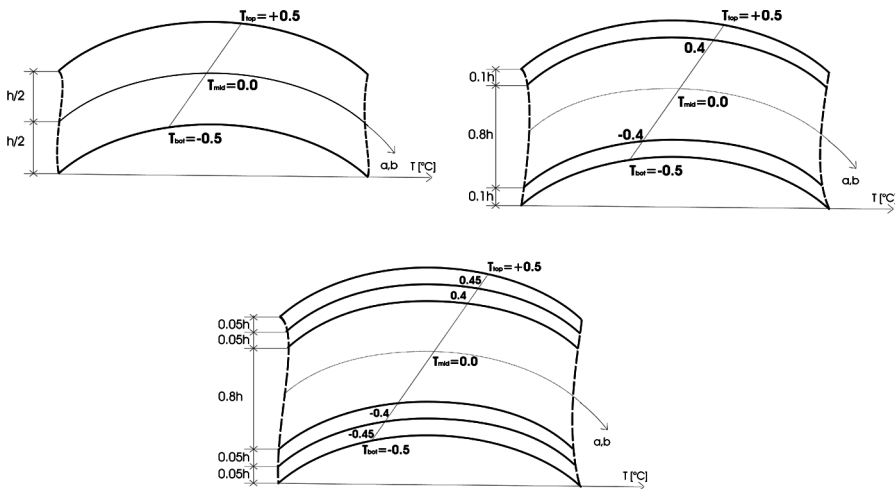 T_top=+0.5
h/2
T_mid=0.0
h/2
T_bot=-0.5
a,b
T [°C]
T_top=+0.5
0.1h
0.4
T_mid=0.0
0.8h
-0.4
T_bot=-0.5
a,b
0.1h
T [°C]
T_top=+0.5
0.45
0.4
0.05h
0.05h
T_mid=0.0
0.8h
-0.4
-0.45
a,b
T_bot=-0.5
0.05h
0.05h
T [°C]